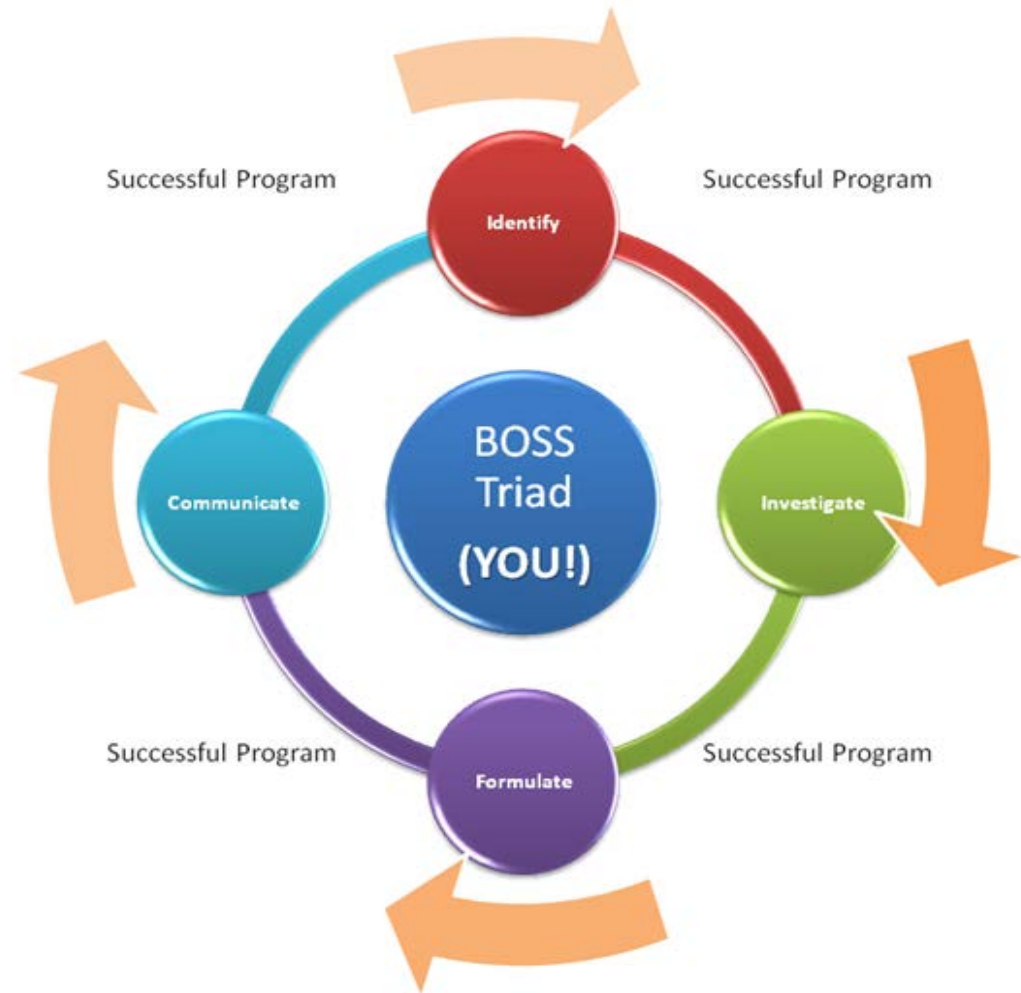 Successful Program
Successful Program
Identify
BOSS
Triad
(YOU!)
Communicate
Investigate
Successful Program
Successful Program
Formulate